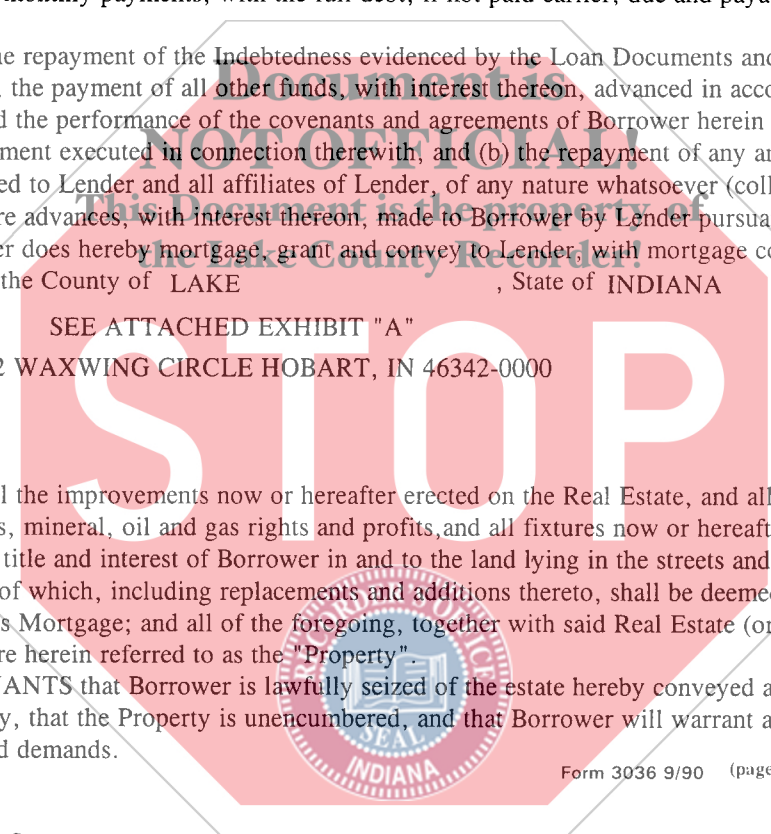 monthly payments, with the full debt, if not paid earlier, due and paya
he repayment of the Indebtedness evidenced by the Loan Documents and
, the payment of all other funds, with interest thereon, advanced in acco
d the performance of the covenants and agreements of Borrower herein
ment executed in connection therewith, and (b) the repayment of any an
ed to Lender and all affiliates of Lender, of any nature whatsoever (coll
re advances, with interest thereon, made to Borrower by Lender pursua
er does hereby mortgage, grant and convey to Lender, with mortgage co
the County of LAKE , State of INDIANA
SEE ATTACHED EXHIBIT "A"
2 WAXWING CIRCLE HOBART, IN 46342-0000
l the improvements now or hereafter erected on the Real Estate, and all
s, mineral, oil and gas rights and profits,and all fixtures now or hereaft
title and interest of Borrower in and to the land lying in the streets and
of which, including replacements and additions thereto, shall be deemed
s Mortgage; and all of the foregoing, together with said Real Estate (or
re herein referred to as the "Property".
ANTS that Borrower is lawfully seized of the estate hereby conveyed a
y, that the Property is unencumbered, and that Borrower will warrant a
d demands.
Form 3036 9/90 (page
Document is
NOT OFFICIAL!
This Document is the property of
the Lake County Recorder!
STOP
RECORDER'S OFFICE
SEAL
INDIANA